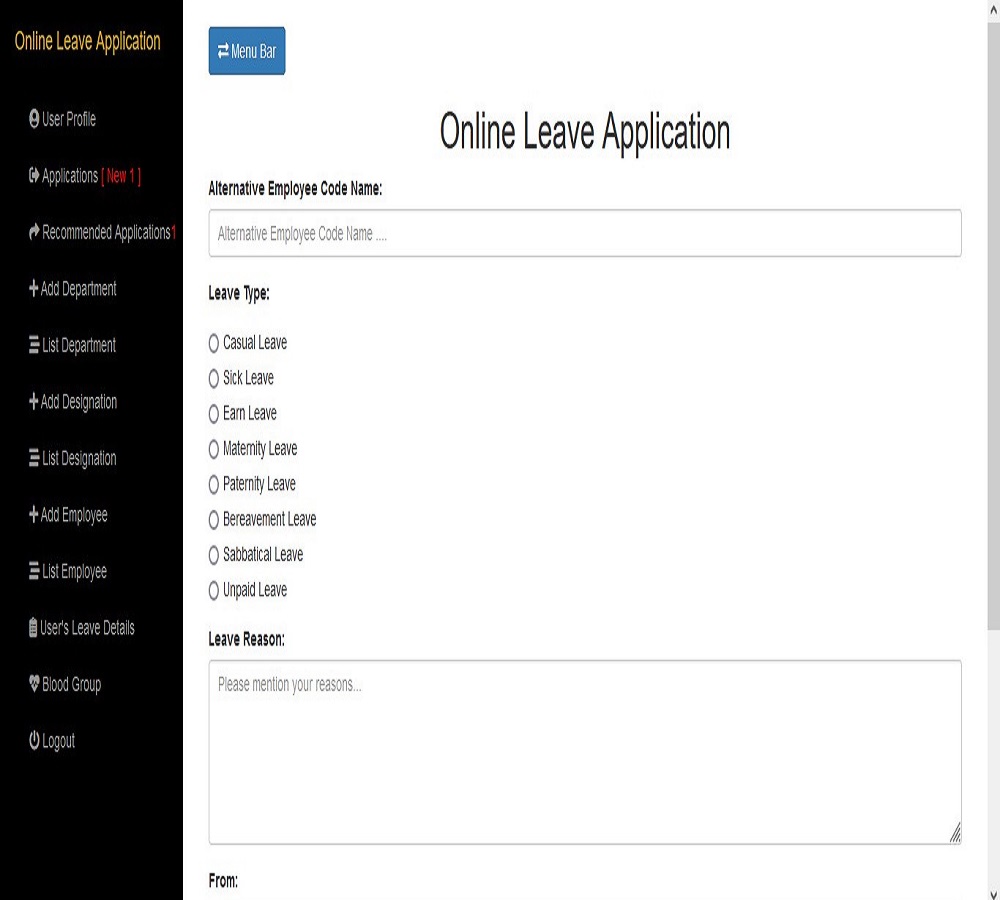 Online Leave Application
User Profile
Applications [ New 1 ]
Recommended Applications1
Add Department
List Department
Add Designation
List Designation
Add Employee
List Employee
User's Leave Details
Blood Group
Logout
Menu Bar
Online Leave Application
Alternative Employee Code Name:
Alternative Employee Code Name ....
Leave Type:
Casual Leave
Sick Leave
Earn Leave
Maternity Leave
Paternity Leave
Bereavement Leave
Sabbatical Leave
Unpaid Leave
Leave Reason:
Please mention your reasons...
From: